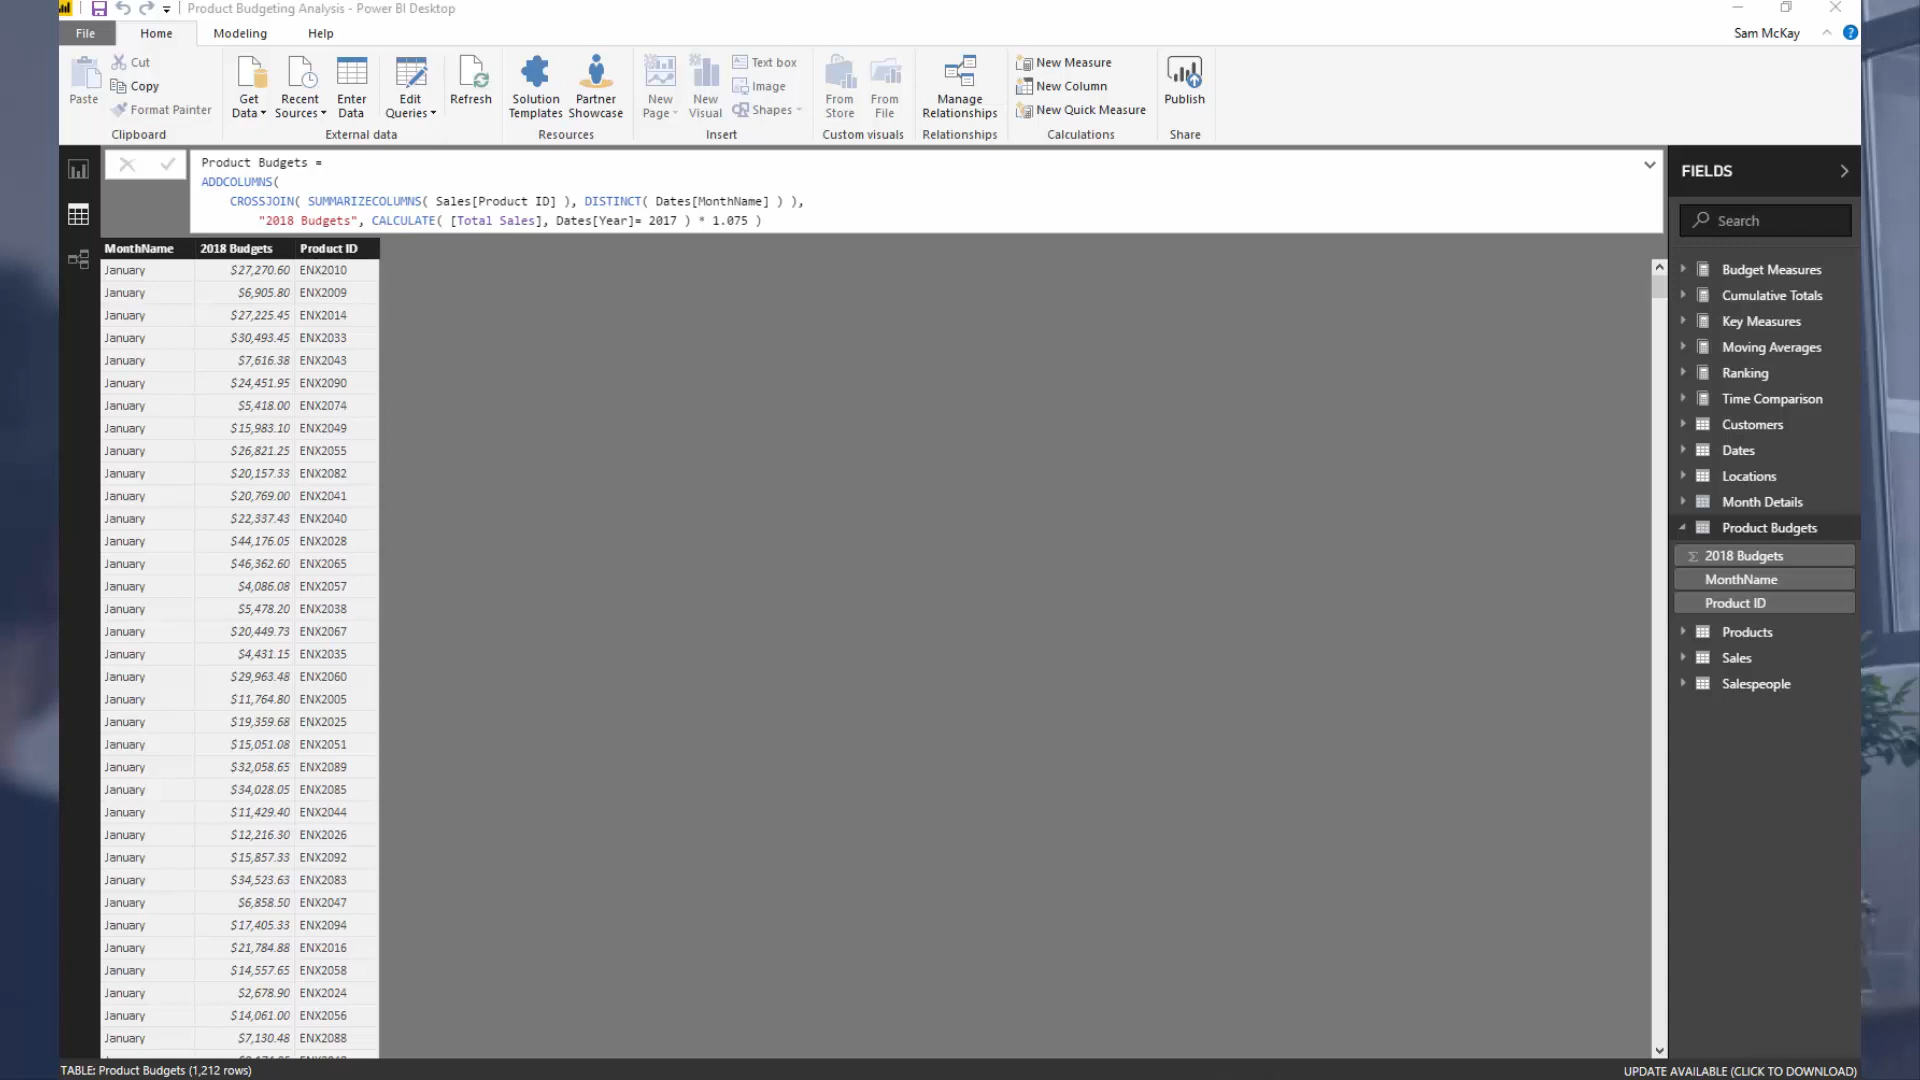 Product Budgeting Analysis - Power BI Desktop
File
Home
Modeling
Help
Sam McKay
Paste
Cut
Copy
Format Painter
Clipboard
Get Data
Recent Sources
Enter Data
Edit Queries
Refresh
External data
Solution Templates
Partner Showcase
Resources
New Page
New Visual
Text box
Image
Shapes
Insert
From Store
From File
Custom visuals
Manage Relationships
Relationships
New Measure
New Column
New Quick Measure
Calculations
Publish
Share
Product Budgets =
ADDCOLUMNS(
CROSSJOIN( SUMMARIZECOLUMNS( Sales[Product ID] ), DISTINCT( Dates[MonthName] ) ),
"2018 Budgets", CALCULATE( [Total Sales], Dates[Year]= 2017 ) * 1.075 )
MonthName 2018 Budgets Product ID
January $27,270.60 ENX2010
January $6,905.80 ENX2009
January $27,225.45 ENX2014
January $30,493.45 ENX2033
January $7,616.38 ENX2043
January $24,451.95 ENX2090
January $5,418.00 ENX2074
January $15,983.10 ENX2049
January $26,821.25 ENX2055
January $20,157.33 ENX2082
January $20,769.00 ENX2041
January $22,337.43 ENX2040
January $44,176.05 ENX2028
January $46,362.60 ENX2065
January $4,086.08 ENX2057
January $5,478.20 ENX2038
January $20,449.73 ENX2067
January $4,431.15 ENX2035
January $29,963.48 ENX2060
January $11,764.80 ENX2005
January $19,359.68 ENX2025
January $15,051.08 ENX2051
January $32,058.65 ENX2089
January $34,028.05 ENX2085
January $11,429.40 ENX2044
January $12,216.30 ENX2026
January $15,857.33 ENX2092
January $34,523.63 ENX2083
January $6,858.50 ENX2047
January $17,405.33 ENX2094
January $21,784.88 ENX2016
January $14,557.65 ENX2058
January $2,678.90 ENX2024
January $14,061.00 ENX2056
January $7,130.48 ENX2088
FIELDS
Search
Budget Measures
Cumulative Totals
Key Measures
Moving Averages
Ranking
Time Comparison
Customers
Dates
Locations
Month Details
Product Budgets
2018 Budgets
MonthName
Product ID
Products
Sales
Salespeople
TABLE: Product Budgets (1,212 rows)
UPDATE AVAILABLE (CLICK TO DOWNLOAD)